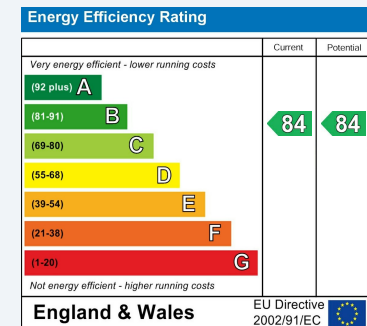 Energy Efficiency Rating
Current Potential
Very energy efficient - lower running costs
(92 plus) A
(81-91) B 84 84
(69-80) C
(55-68) D
(39-54) E
(21-38) F
(1-20) G
Not energy efficient - higher running costs
England & Wales EU Directive
2002/91/EC